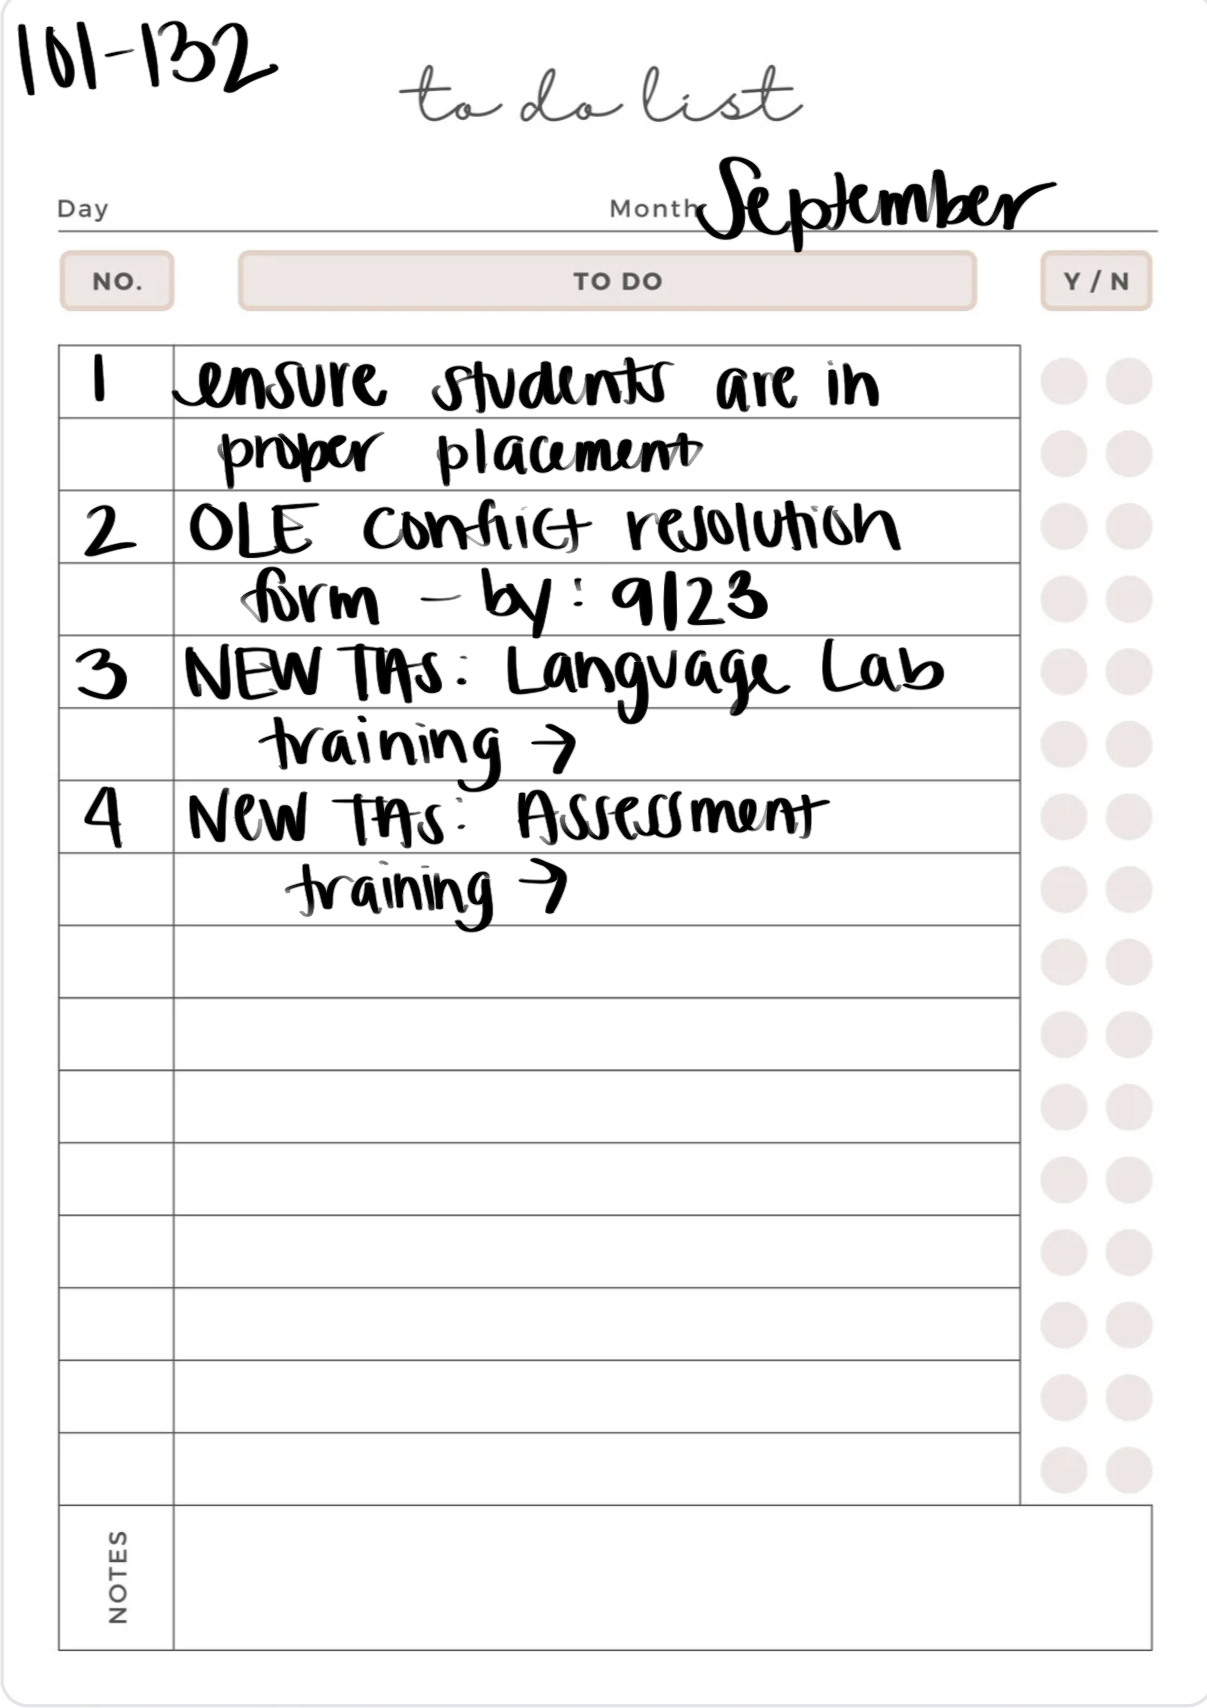 101-132
to do list
Day
Month September
NO. TO DO Y / N
1 ensure students are in
proper placement
2 OLE conflict resolution
form - by: 9/23
3 NEW TAs: Language Lab
training →
4 New TAs: Assessment
training →
NOTES